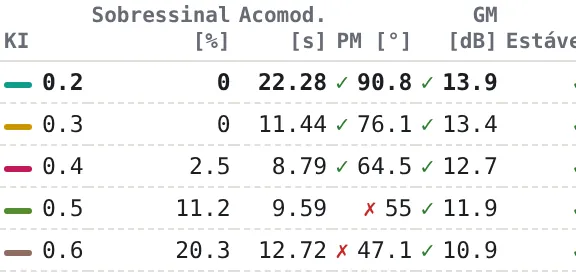 Sobressinal Acomod. GM
KI [%] [s] PM [°] [dB] Estáve
0.2 0 22.28 ✓ 90.8 ✓ 13.9
0.3 0 11.44 ✓ 76.1 ✓ 13.4
0.4 2.5 8.79 ✓ 64.5 ✓ 12.7
0.5 11.2 9.59 ✗ 55 ✓ 11.9
0.6 20.3 12.72 ✗ 47.1 ✓ 10.9